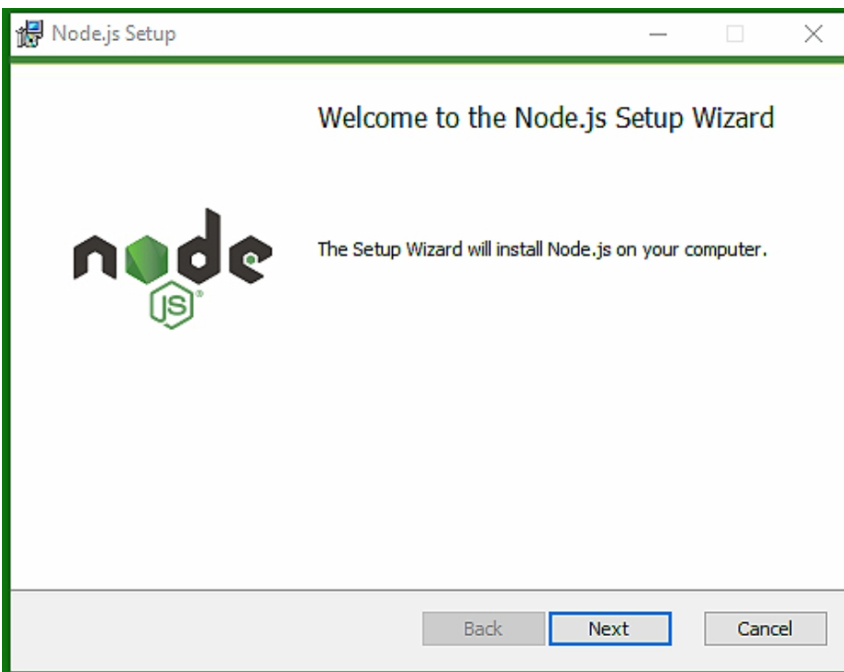 Node.js Setup
Welcome to the Node.js Setup Wizard
The Setup Wizard will install Node.js on your computer.
node
JS®
Back
Next
Cancel